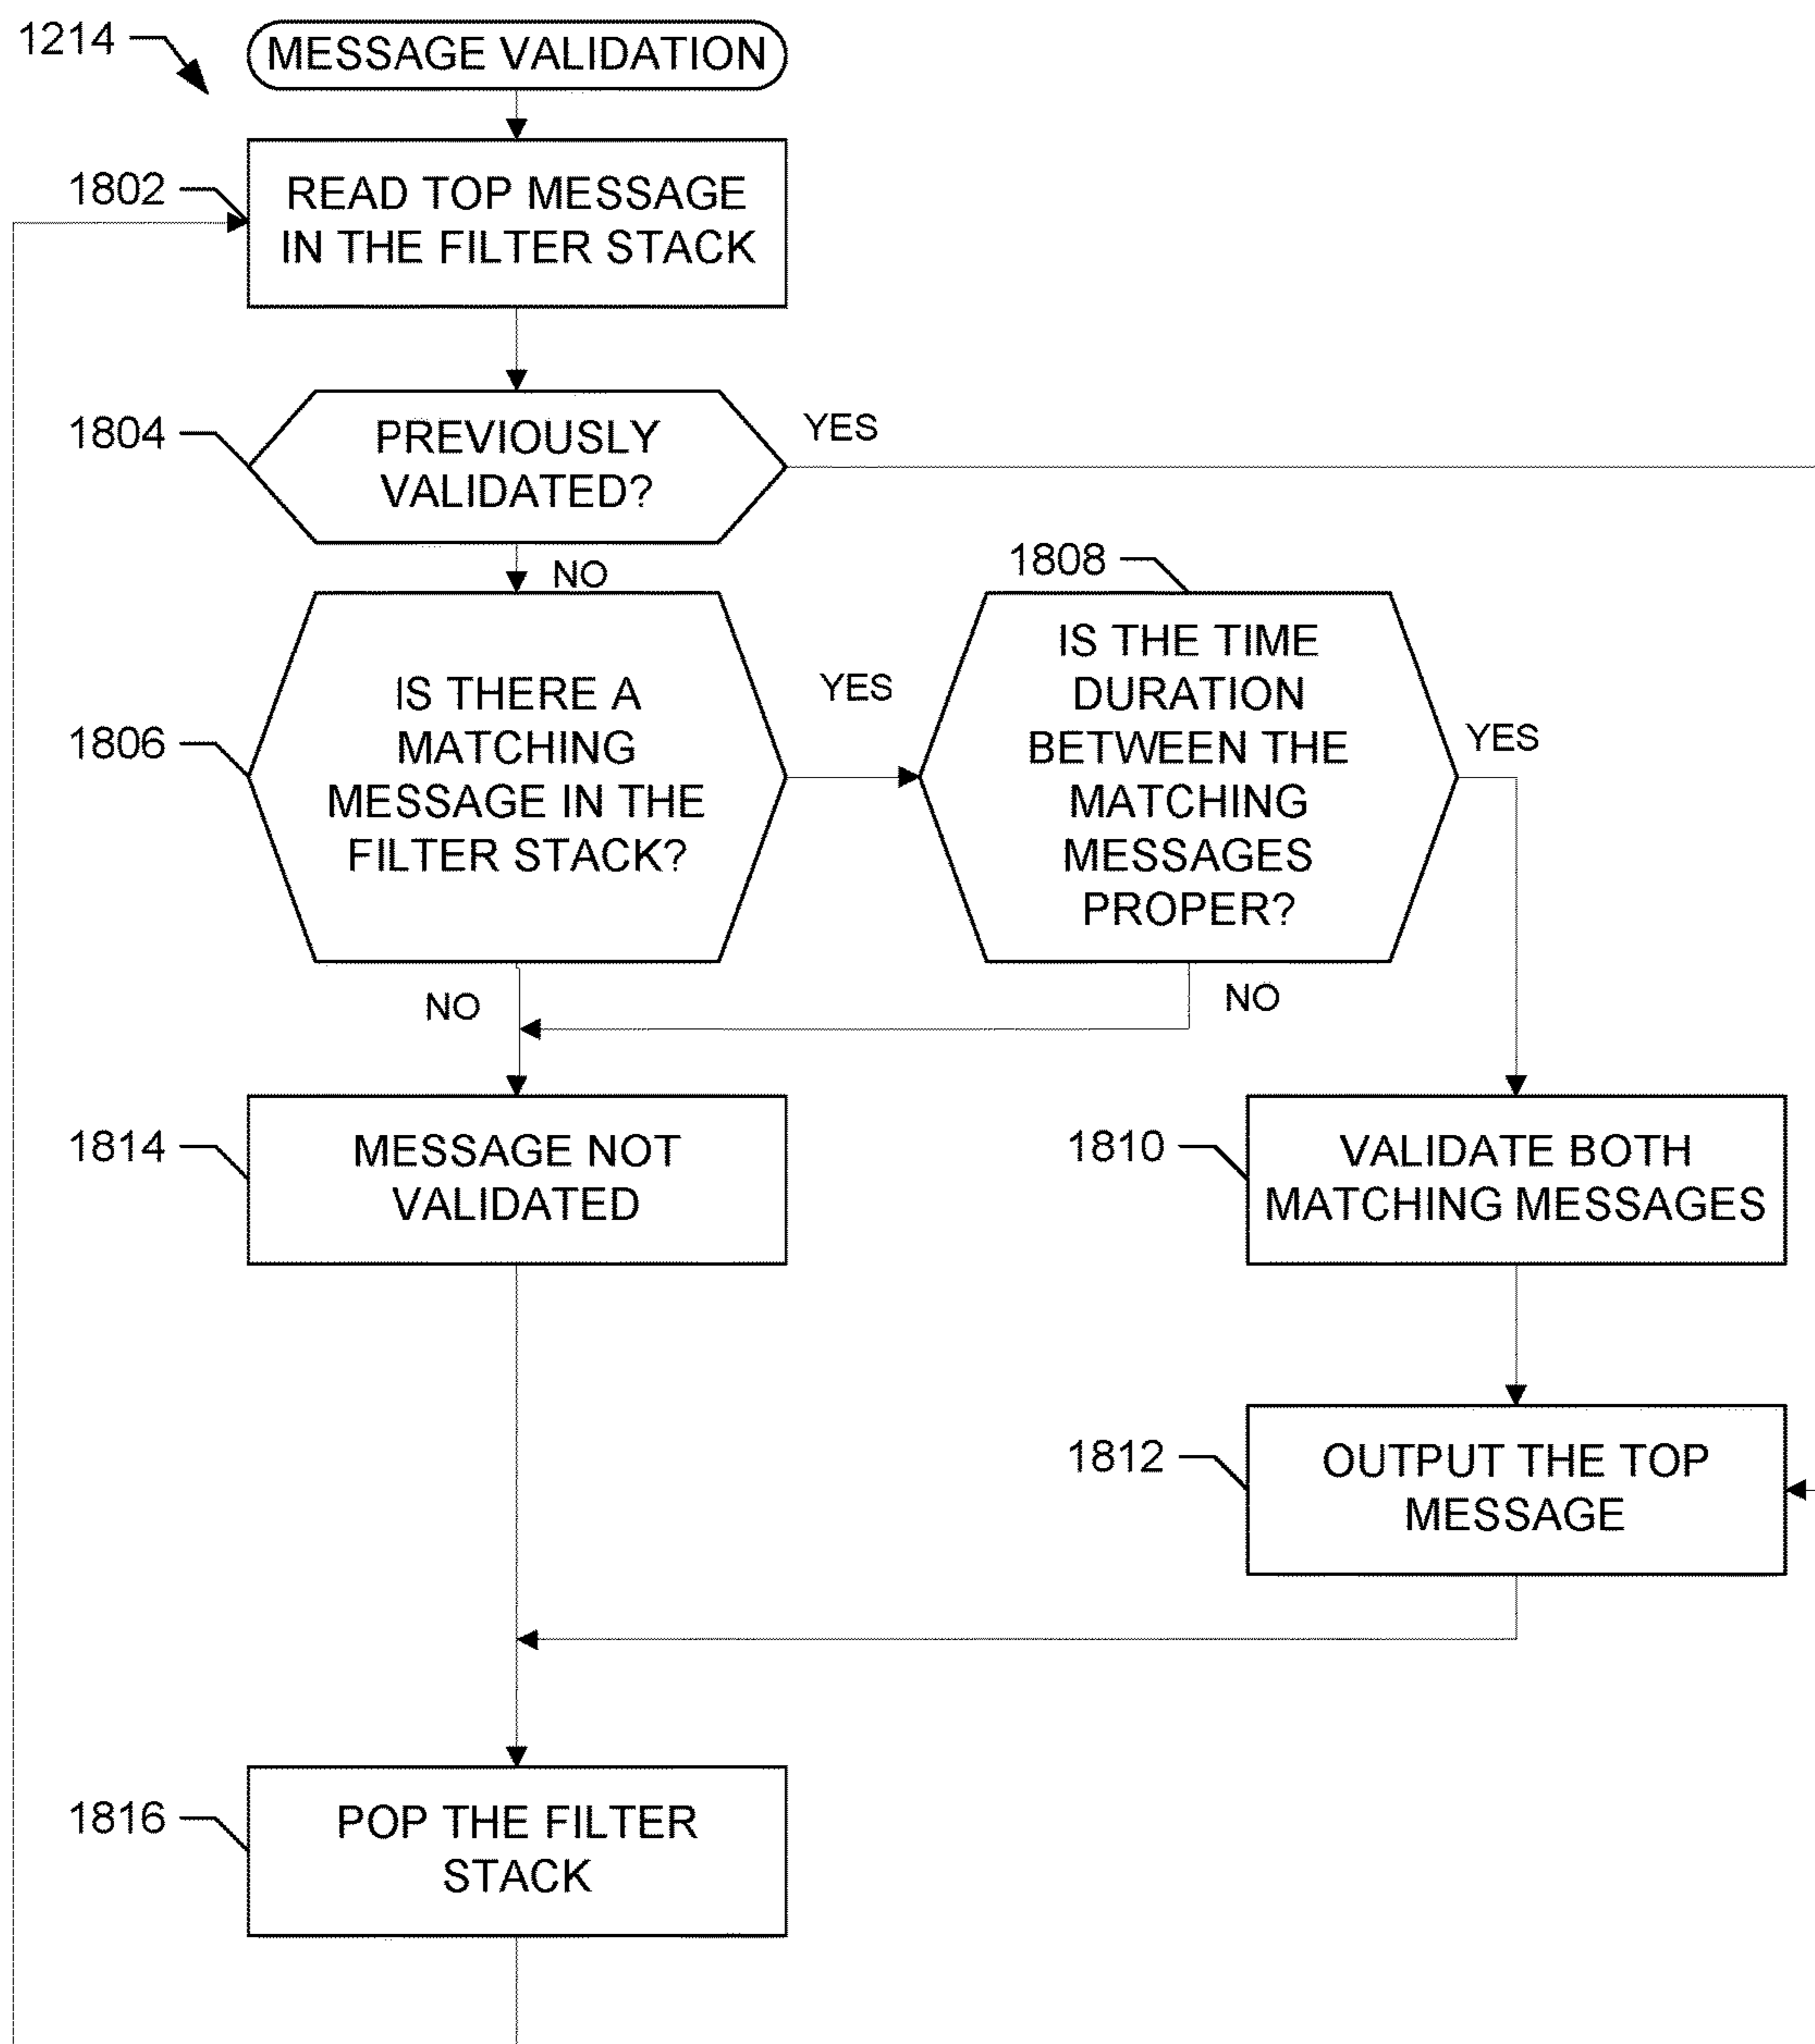 1214
MESSAGE VALIDATION
1802
READ TOP MESSAGE
IN THE FILTER STACK
1804
PREVIOUSLY
VALIDATED?
YES
NO
1806
IS THERE A
MATCHING
MESSAGE IN THE
FILTER STACK?
YES
NO
1808
IS THE TIME
DURATION
BETWEEN THE
MATCHING
MESSAGES
PROPER?
YES
NO
1814
MESSAGE NOT
VALIDATED
1810
VALIDATE BOTH
MATCHING MESSAGES
1812
OUTPUT THE TOP
MESSAGE
1816
POP THE FILTER
STACK